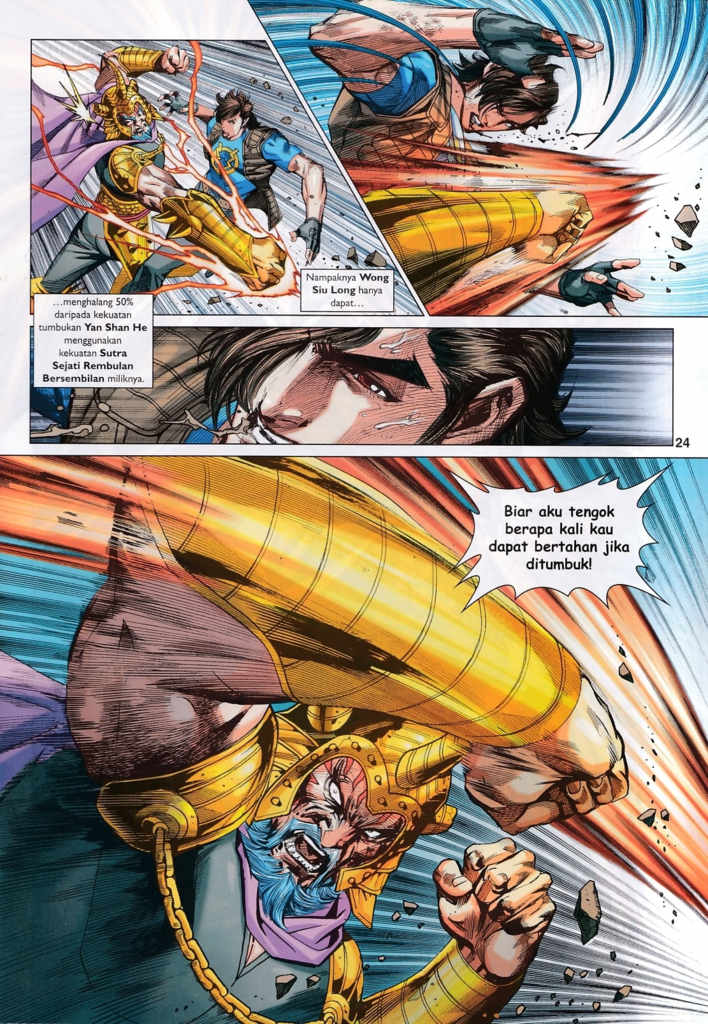 Nampaknya Wong
Siu Long hanya
dapat...
...menghalang 50%
daripada kekuatan
tumbukan Yan Shan He
menggunakan
kekuatan Sutra
Sejati Rembulan
Bersembilan miliknya.
24
Biar aku tengok
berapa kali kau
dapat bertahan jika
ditumbuk!